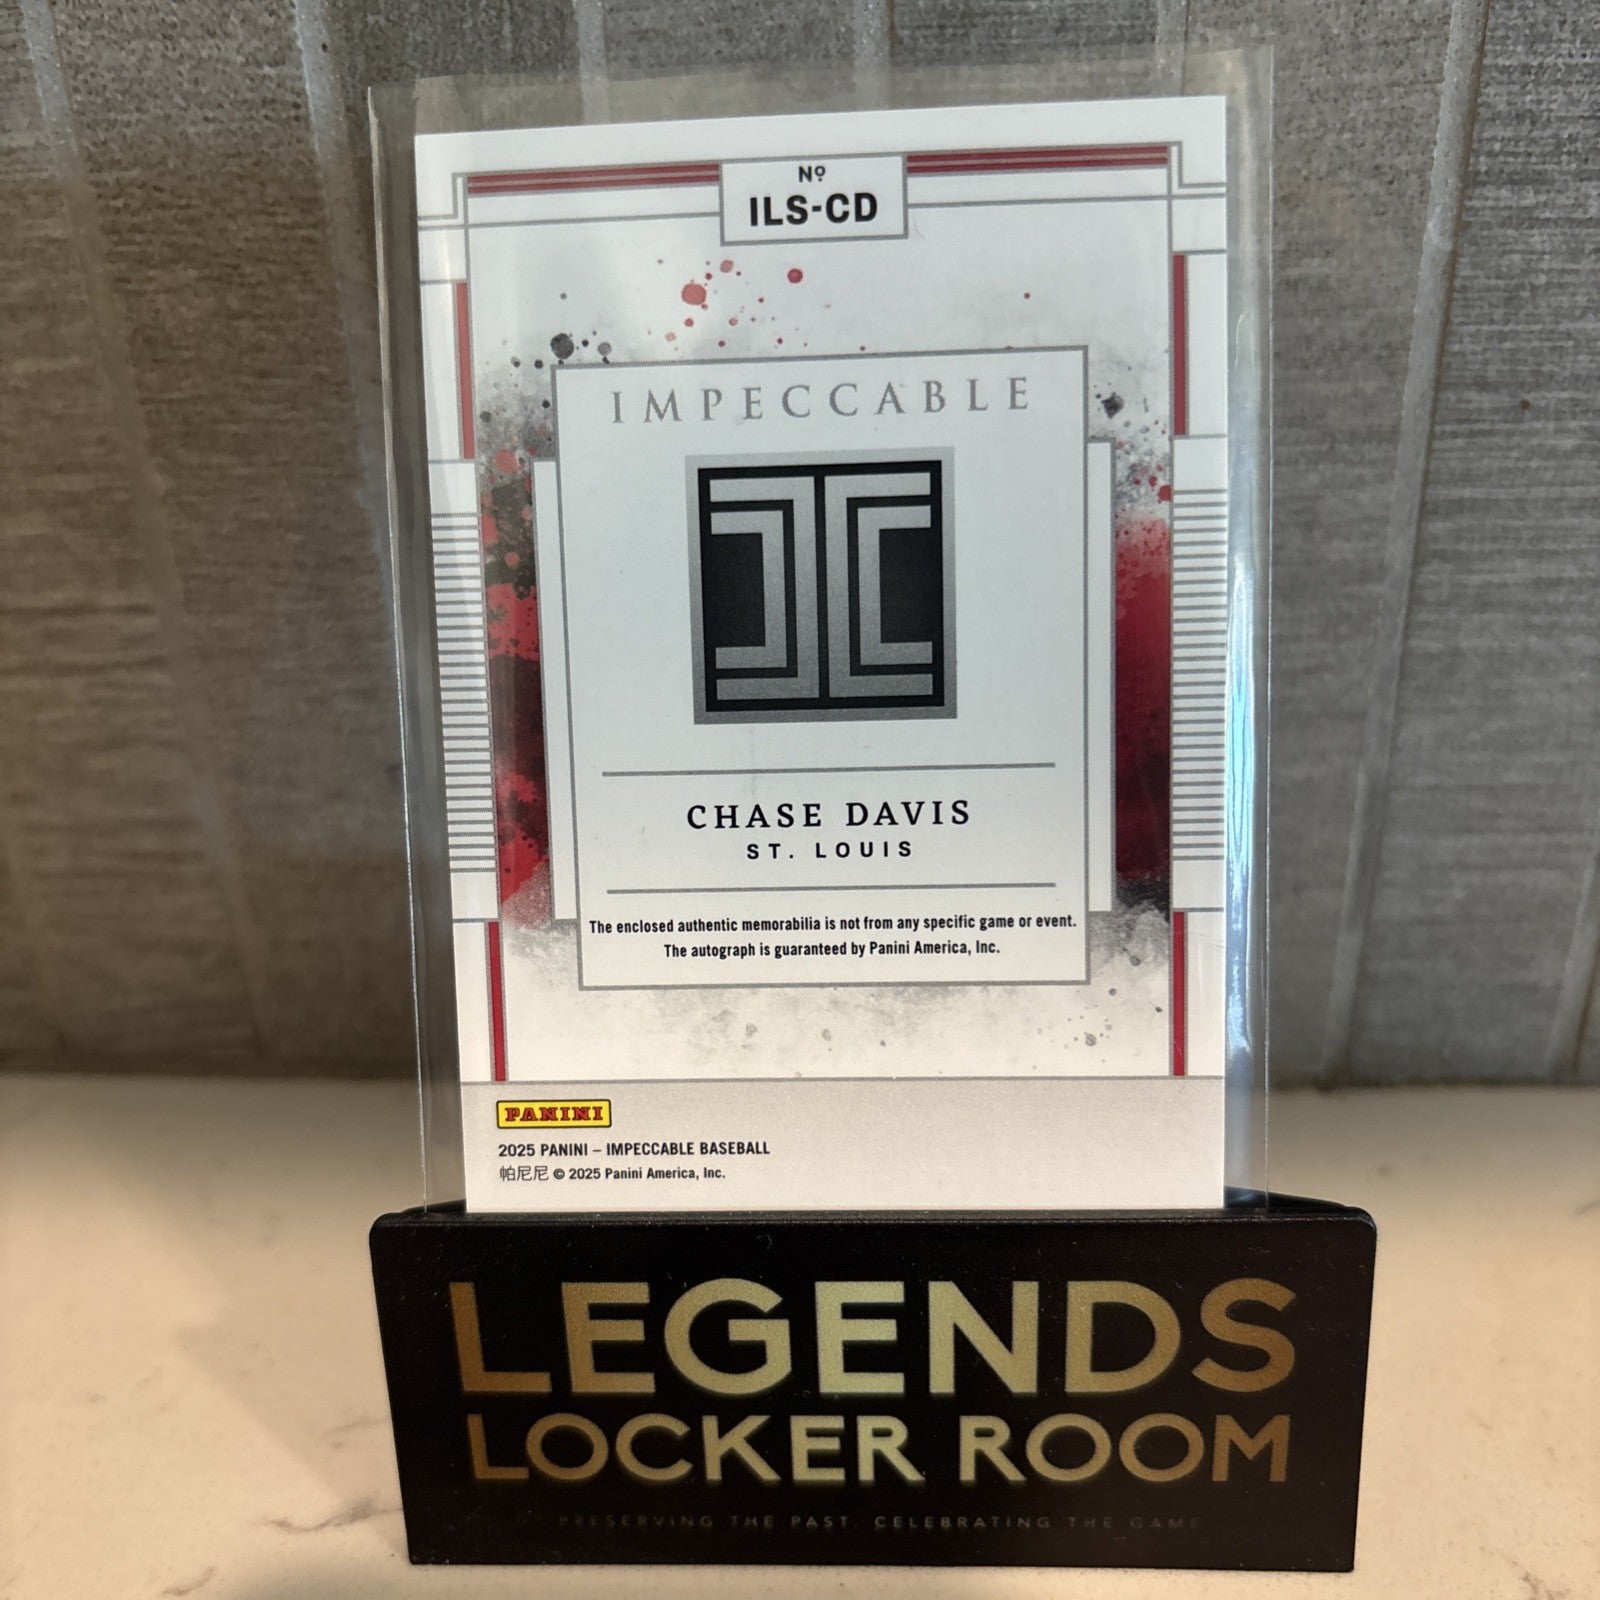 Nº
ILS-CD
IMPECCABLE
CHASE DAVIS
ST. LOUIS
The enclosed authentic memorabilia is not from any specific game or event.
The autograph is guaranteed by Panini America, Inc.
PANINI
2025 PANINI – IMPECCABLE BASEBALL
帕尼尼 © 2025 Panini America, Inc.
LEGENDS
LOCKER ROOM
PRESERVING THE PAST. CELEBRATING THE GAME